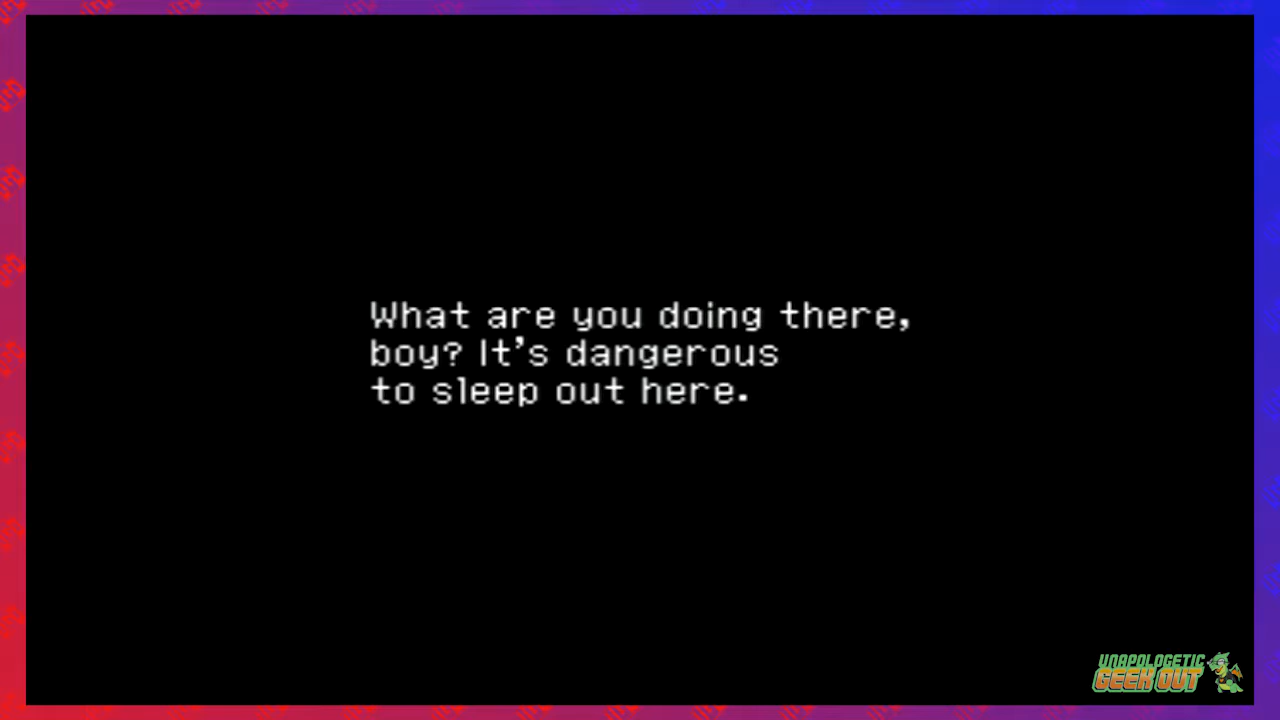 What are you doing there,
boy? It's dangerous
to sleep out here.
UNAPOLOGETIC
GEEK OUT